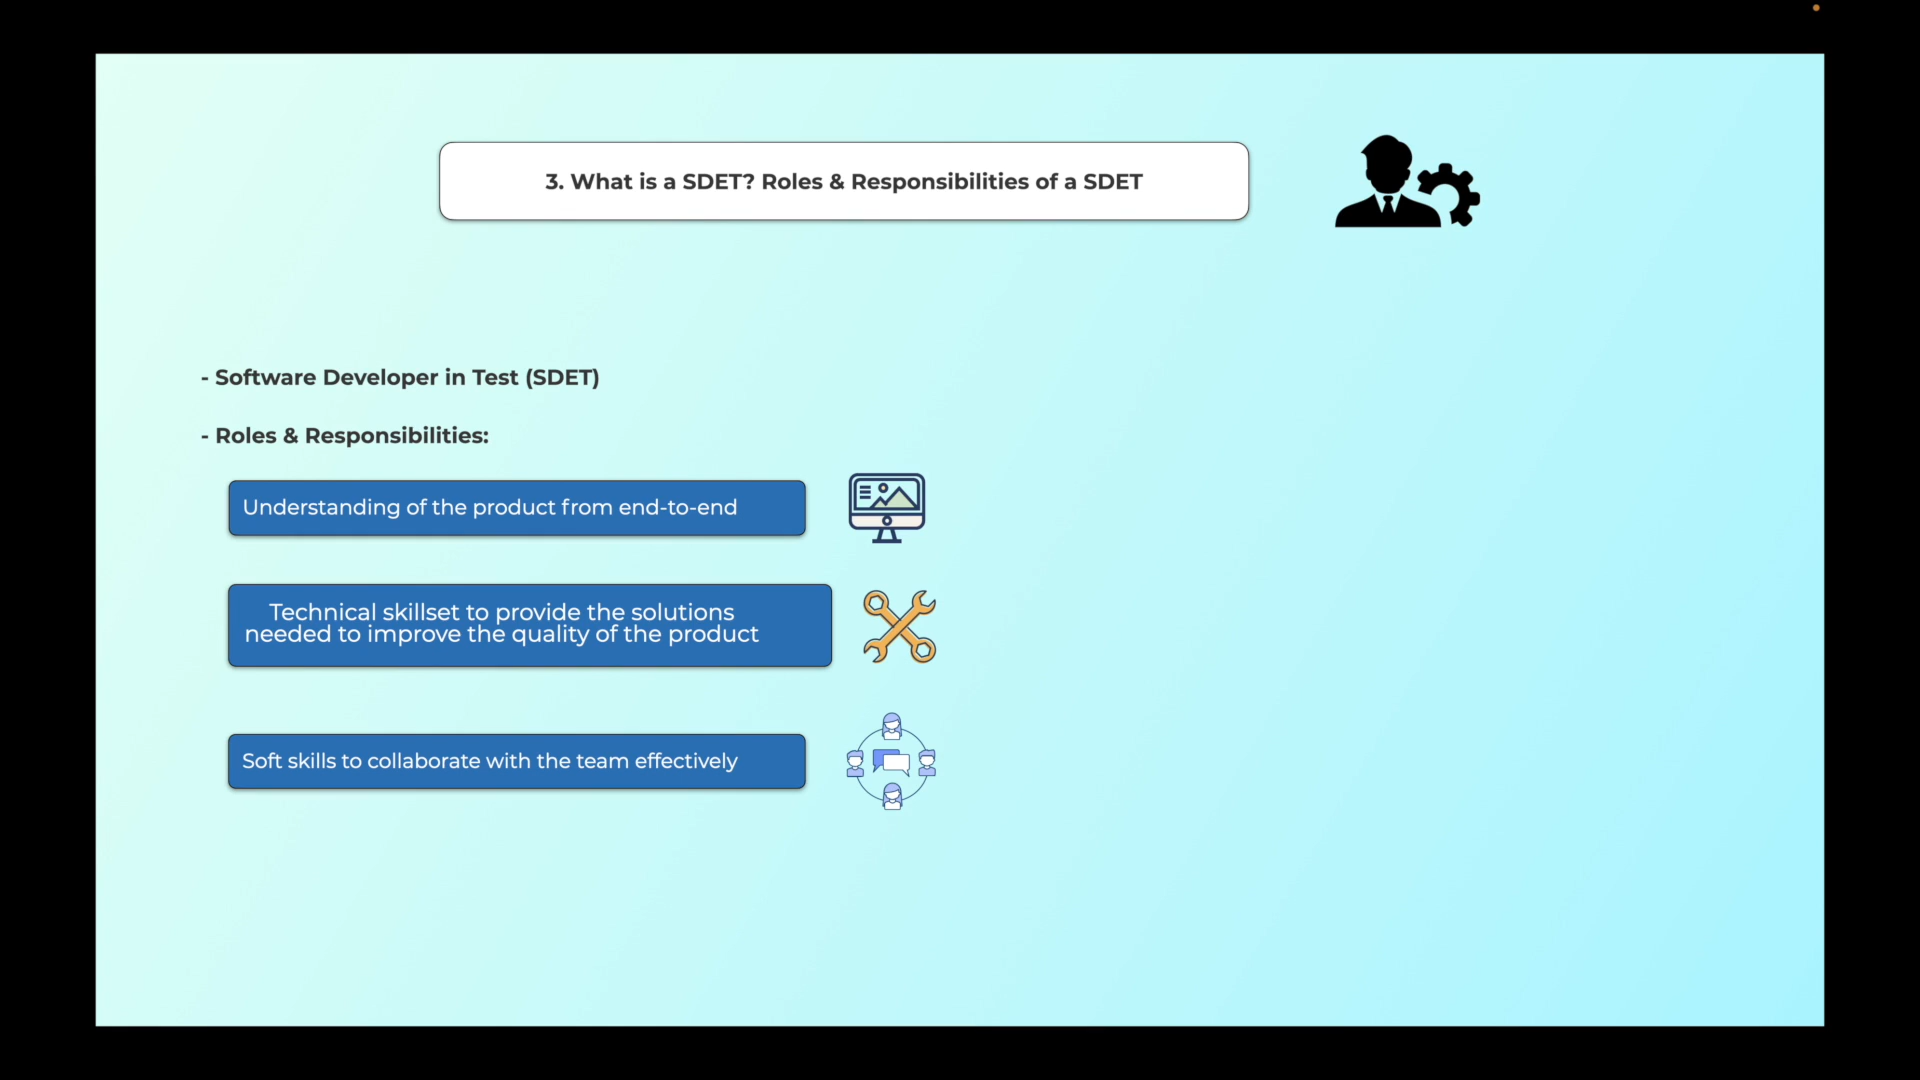 3. What is a SDET? Roles & Responsibilities of a SDET
- Software Developer in Test (SDET)
- Roles & Responsibilities:
Understanding of the product from end-to-end
Technical skillset to provide the solutions
needed to improve the quality of the product
Soft skills to collaborate with the team effectively